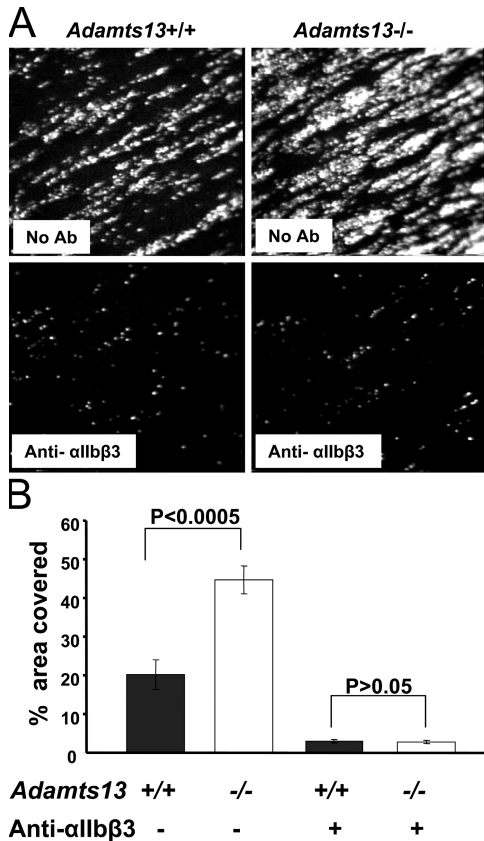 A
Adamts13+/+ Adamts13-/-
No Ab No Ab
Anti- αIIbβ3 Anti- αIIbβ3
B
60
50
40
30
20
10
0
% area covered
P<0.0005
P>0.05
Adamts13 +/+ -/- +/+ -/-
Anti-αIIbβ3 - - + +